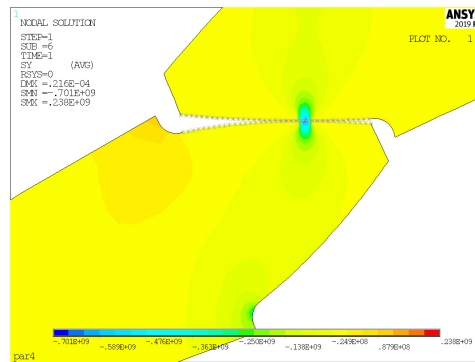 1
NODAL SOLUTION
STEP=1
SUB =6
TIME=1
SY (AVG)
RSYS=0
DMX =.216E-04
SMN =-.701E+09
SMX =.238E+09
ANSY
2019 R
PLOT NO. 1
-.701E+09 -.589E+09 -.476E+09 -.363E+09 -.250E+09 -.138E+09 -.249E+08 .879E+08 .238E+09
par4